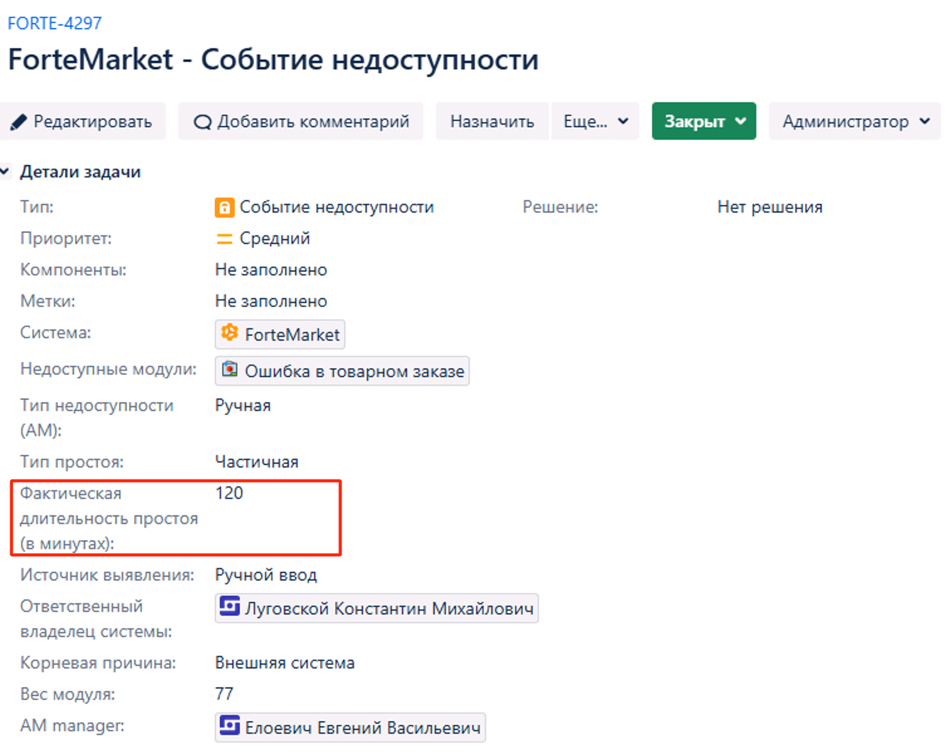 FORTE-4297
ForteMarket - Событие недоступности
Редактировать Добавить комментарий Назначить Еще... Закрыт Администратор
Детали задачи
Тип: Событие недоступности Решение: Нет решения
Приоритет: Средний
Компоненты: Не заполнено
Метки: Не заполнено
Система: ForteMarket
Недоступные модули: Ошибка в товарном заказе
Тип недоступности Ручная
(AM):
Тип простоя: Частичная
Фактическая 120
длительность простоя
(в минутах):
Источник выявления: Ручной ввод
Ответственный Луговской Константин Михайлович
владелец системы:
Корневая причина: Внешняя система
Вес модуля: 77
AM manager: Елоевич Евгений Васильевич